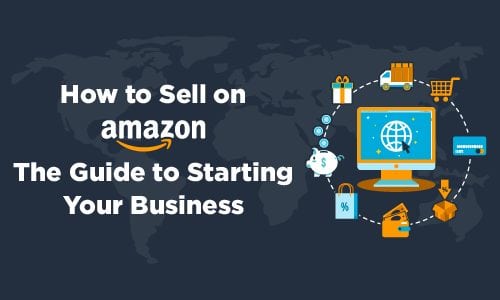 How to Sell on
amazon
The Guide to Starting
Your Business
$
%